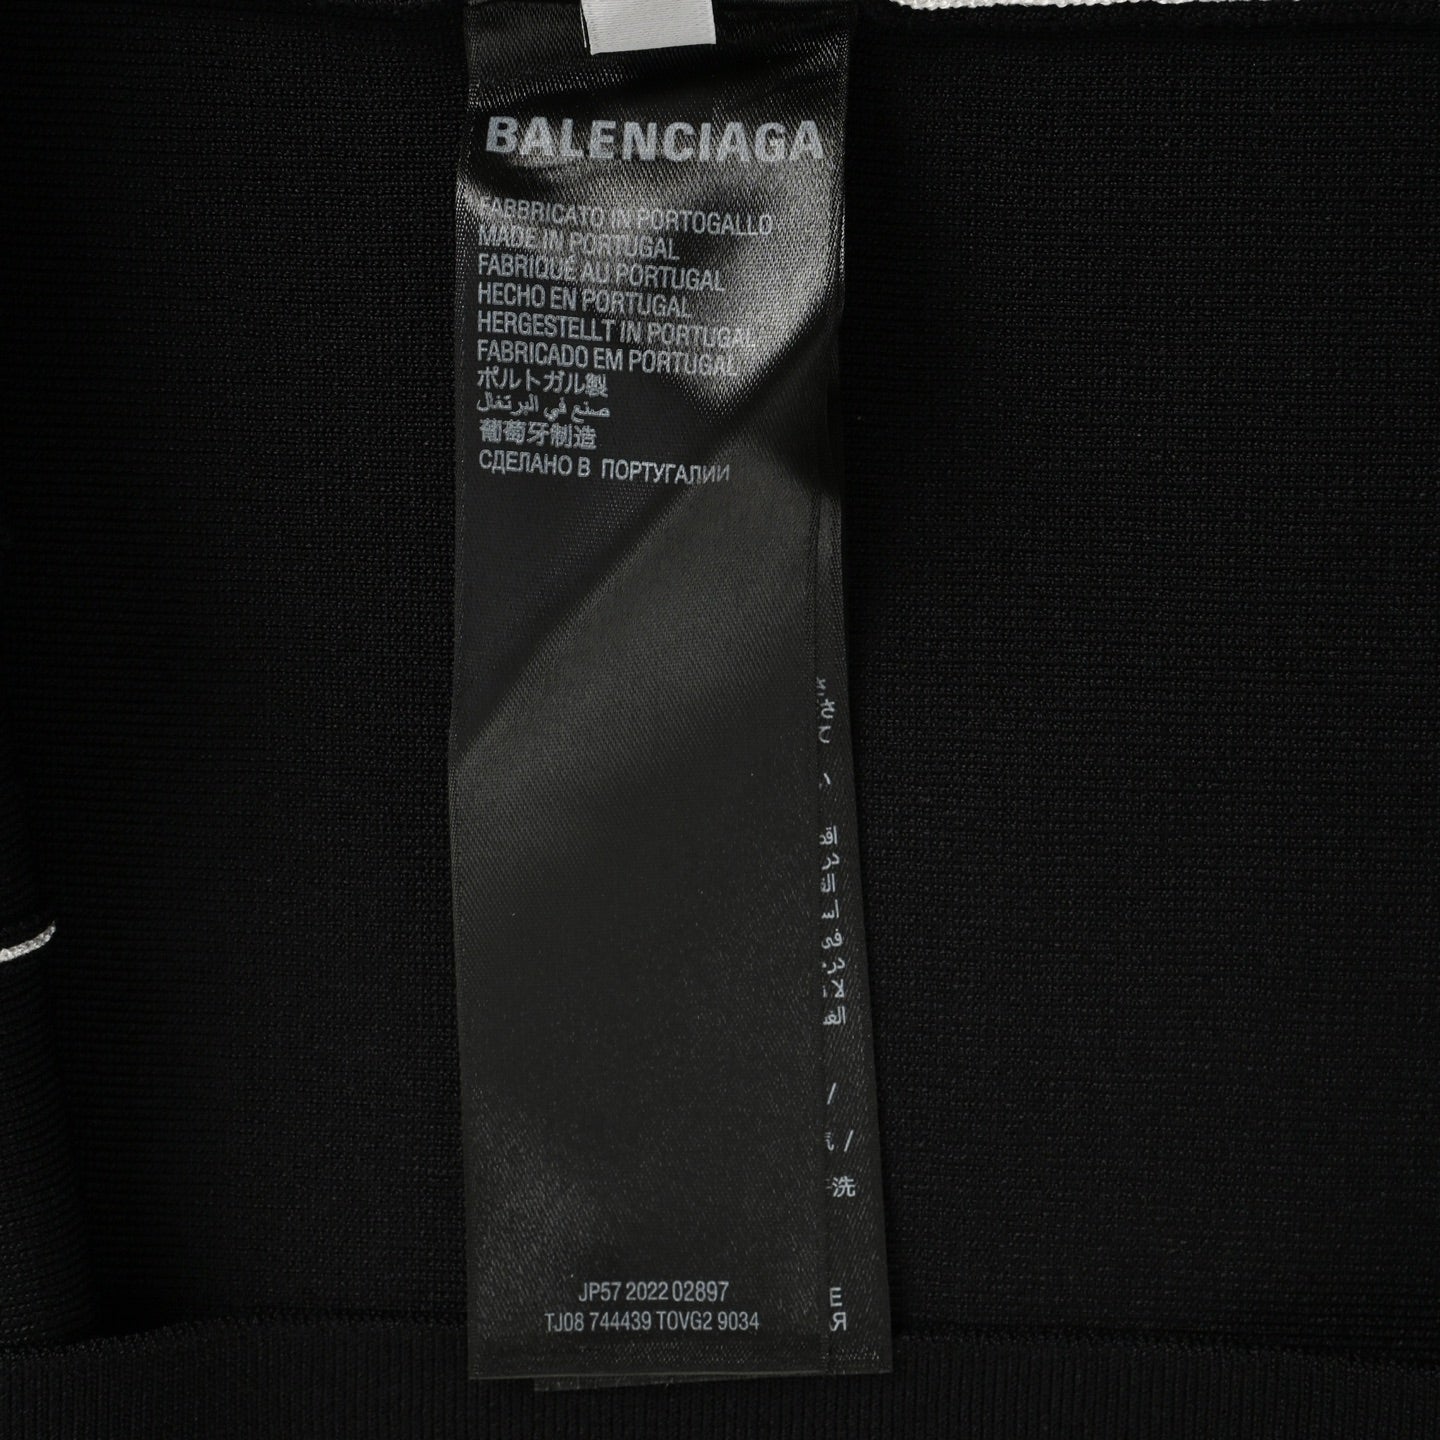 BALENCIAGA
FABBRICATO IN PORTOGALLO
MADE IN PORTUGAL
FABRIQUÉ AU PORTUGAL
HECHO EN PORTUGAL
HERGESTELLT IN PORTUGAL
FABRICADO EM PORTUGAL
ポルトガル製
صنع في البرتغال
葡萄牙制造
СДЕЛАНО В ПОРТУГАЛИИ
洗
JP57 2022 02897
TJ08 744439 TOVG2 9034